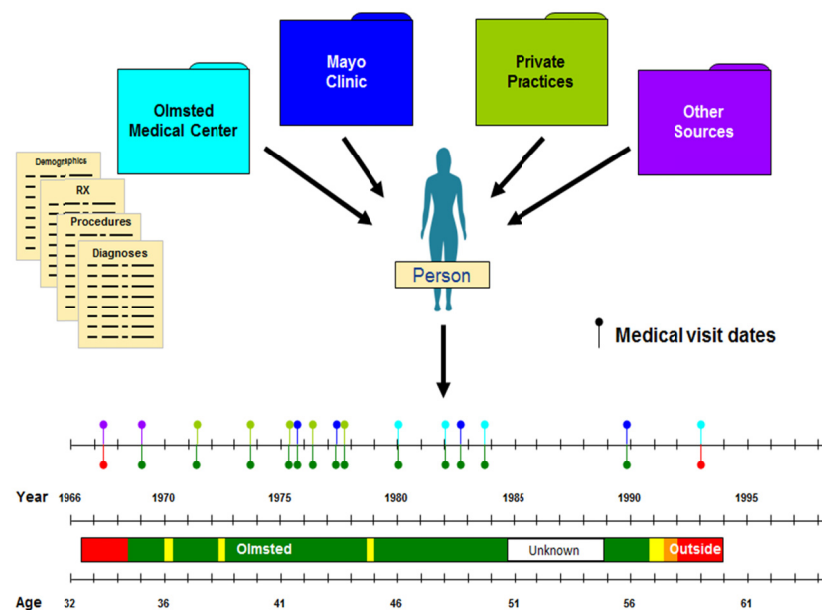 Olmsted
Medical Center
Mayo
Clinic
Private
Practices
Other
Sources
Demographics
RX
Procedures
Diagnoses
Person
Medical visit dates
Year
1966 1970 1975 1980 1985 1990 1995
Olmsted Unknown Outside
Age
32 36 41 46 51 56 61